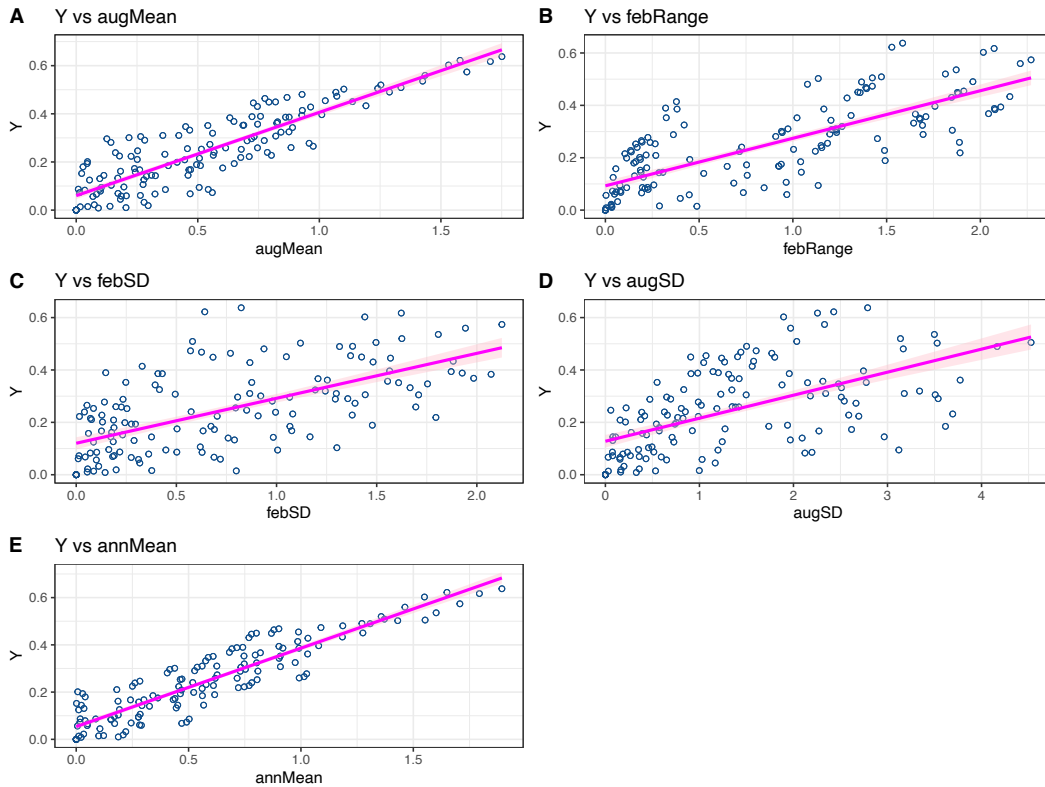 A Y vs augMean
B Y vs febRange
Y
0.6
0.4
0.2
0.0
0.0 0.5 1.0 1.5
augMean
Y
0.6
0.4
0.2
0.0
0.0 0.5 1.0 1.5 2.0
febRange
C Y vs febSD
D Y vs augSD
Y
0.6
0.4
0.2
0.0
0.0 0.5 1.0 1.5 2.0
febSD
Y
0.6
0.4
0.2
0.0
0 1 2 3 4
augSD
E Y vs annMean
Y
0.6
0.4
0.2
0.0
0.0 0.5 1.0 1.5
annMean